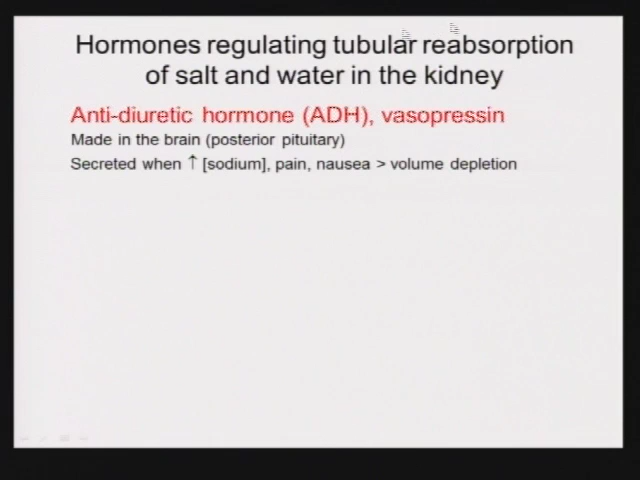 Hormones regulating tubular reabsorption
of salt and water in the kidney
Anti-diuretic hormone (ADH), vasopressin
Made in the brain (posterior pituitary)
Secreted when ↑ [sodium], pain, nausea > volume depletion